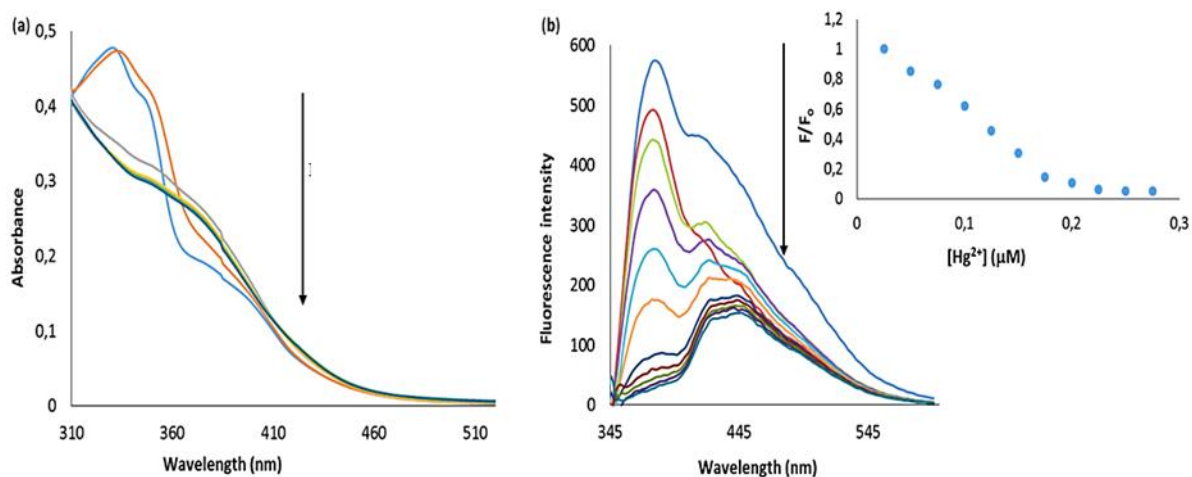 (a)
0,5
0,4
0,3
0,2
0,1
0
Absorbance
310 360 410 460 510
Wavelength (nm)
(b)
600
500
400
300
200
100
0
Fluorescence intensity
345 445 545
Wavelength (nm)
1,2
1
0,8
0,6
0,4
0,2
0
F/Fo
0 0,1 0,2 0,3
[Hg²⁺] (µM)